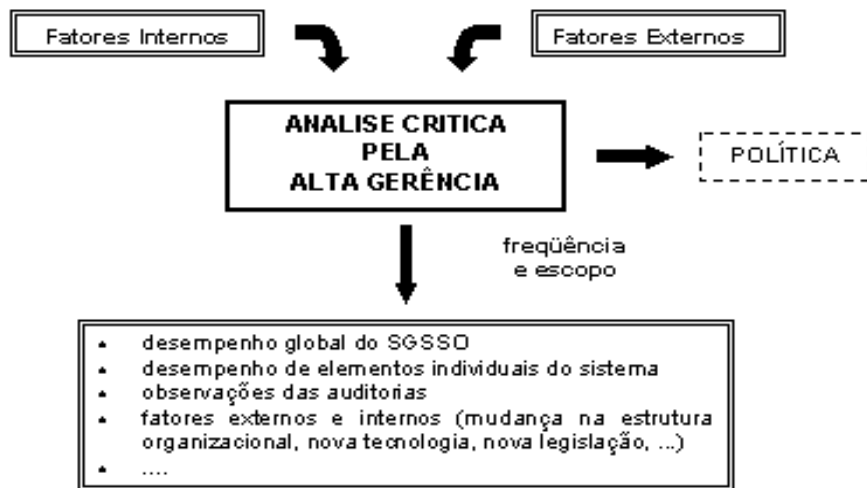 Fatores Internos
Fatores Externos
ANALISE CRITICA
PELA
ALTA GERÊNCIA
POLÍTICA
freqüência
e escopo
• desempenho global do SGSSO
• desempenho de elementos individuais do sistema
• observações das auditorias
• fatores externos e internos (mudança na estrutura
organizacional, nova tecnologia, nova legislação, ...)
• ....